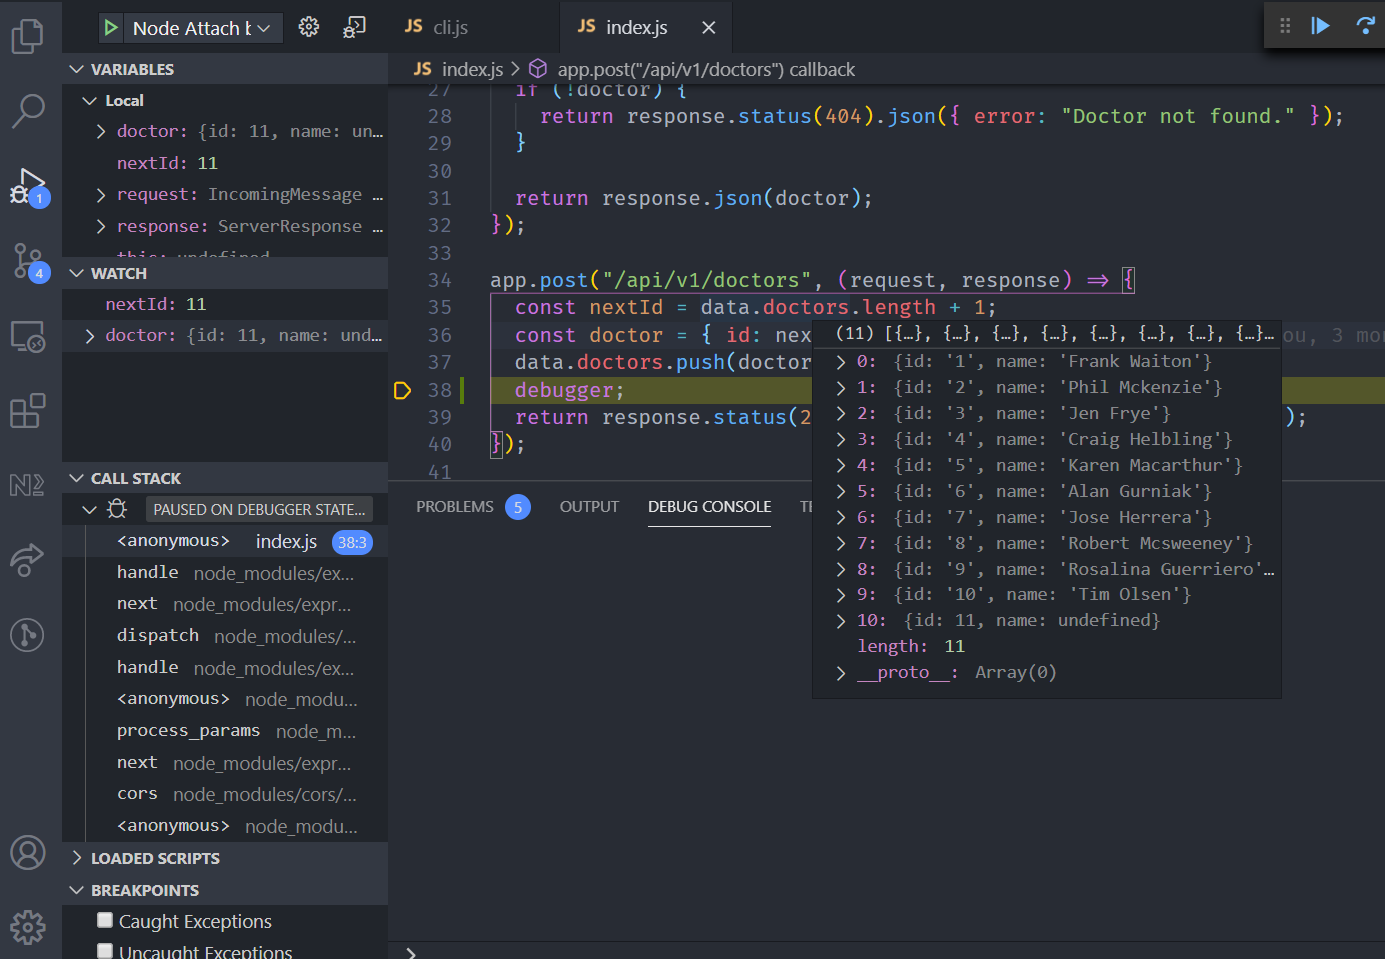 Node Attach b
JS cli.js
JS index.js
VARIABLES
Local
doctor: {id: 11, name: un...
nextId: 11
request: IncomingMessage ...
response: ServerResponse ...
this: undefined
WATCH
nextId: 11
doctor: {id: 11, name: und...
CALL STACK
PAUSED ON DEBUGGER STATE...
<anonymous> index.js 38:3
handle node_modules/ex...
next node_modules/expr...
dispatch node_modules/...
handle node_modules/ex...
<anonymous> node_modu...
process_params node_m...
next node_modules/expr...
cors node_modules/cors/...
<anonymous> node_modu...
LOADED SCRIPTS
BREAKPOINTS
Caught Exceptions
Uncaught Exceptions
1
4
JS index.js > app.post("/api/v1/doctors") callback
27 if (!doctor) {
28 return response.status(404).json({ error: "Doctor not found." });
29 }
30
31 return response.json(doctor);
32 });
33
34 app.post("/api/v1/doctors", (request, response) => {
35 const nextId = data.doctors.length + 1;
36 const doctor = { id: nex ou, 3 mon
37 data.doctors.push(doctor
38 debugger;
39 return response.status(2 );
40 });
41
(11) [{…}, {…}, {…}, {…}, {…}, {…}, {…}, {…}…
0: {id: '1', name: 'Frank Waiton'}
1: {id: '2', name: 'Phil Mckenzie'}
2: {id: '3', name: 'Jen Frye'}
3: {id: '4', name: 'Craig Helbling'}
4: {id: '5', name: 'Karen Macarthur'}
5: {id: '6', name: 'Alan Gurniak'}
6: {id: '7', name: 'Jose Herrera'}
7: {id: '8', name: 'Robert Mcsweeney'}
8: {id: '9', name: 'Rosalina Guerriero'…
9: {id: '10', name: 'Tim Olsen'}
10: {id: 11, name: undefined}
length: 11
__proto__: Array(0)
PROBLEMS 5 OUTPUT DEBUG CONSOLE TE